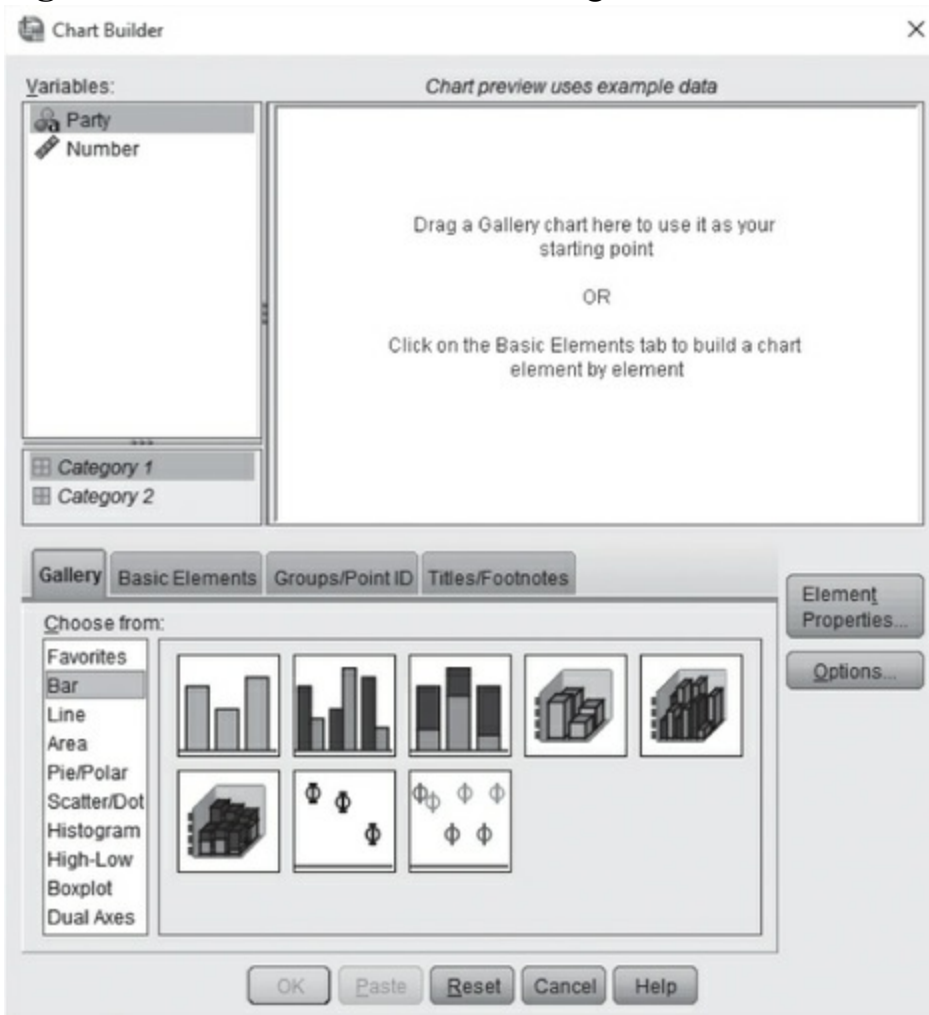 Chart Builder
Variables:
Chart preview uses example data
Party
Number
Drag a Gallery chart here to use it as your
starting point
OR
Click on the Basic Elements tab to build a chart
element by element
Category 1
Category 2
Gallery
Basic Elements
Groups/Point ID
Titles/Footnotes
Element
Properties...
Options...
Choose from:
Favorites
Bar
Line
Area
Pie/Polar
Scatter/Dot
Histogram
High-Low
Boxplot
Dual Axes
OK
Paste
Reset
Cancel
Help